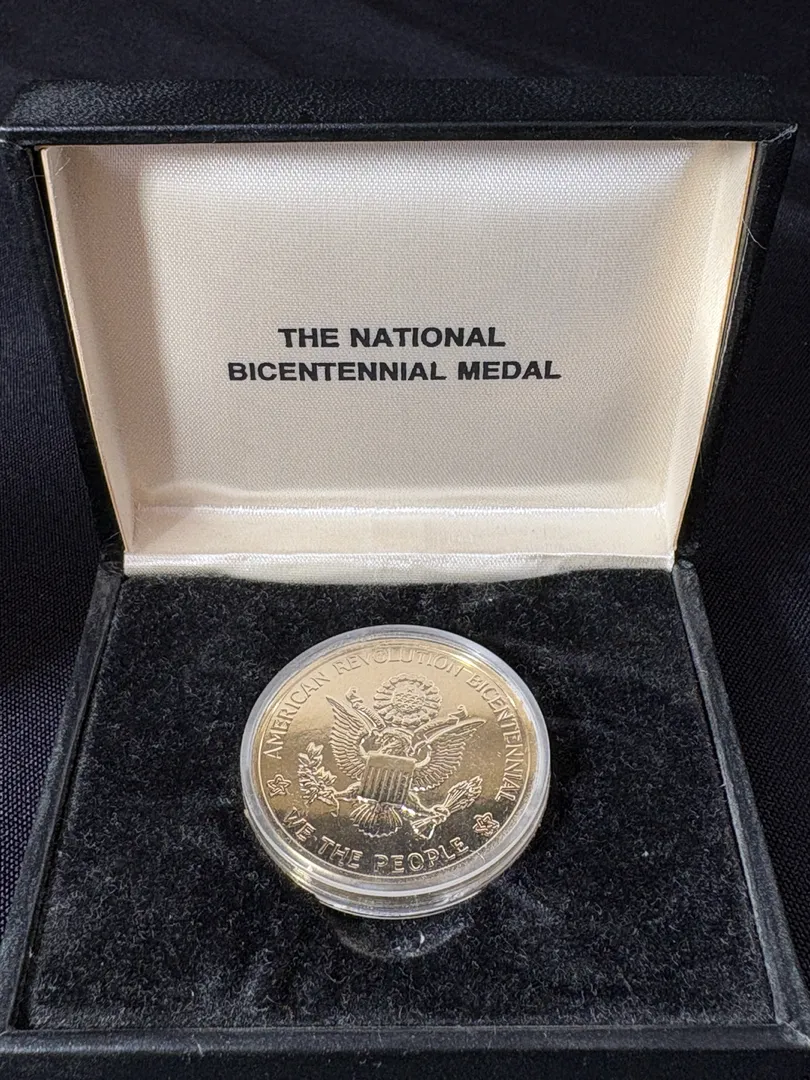 THE NATIONAL
BICENTENNIAL MEDAL
AMERICAN REVOLUTION BICENTENNIAL
WE THE PEOPLE